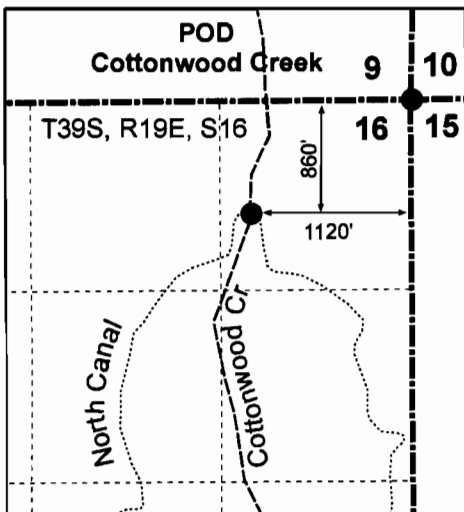 POD
Cottonwood Creek
9
10
T39S, R19E, S16
16
15
860'
1120'
North Canal
Cottonwood Cr